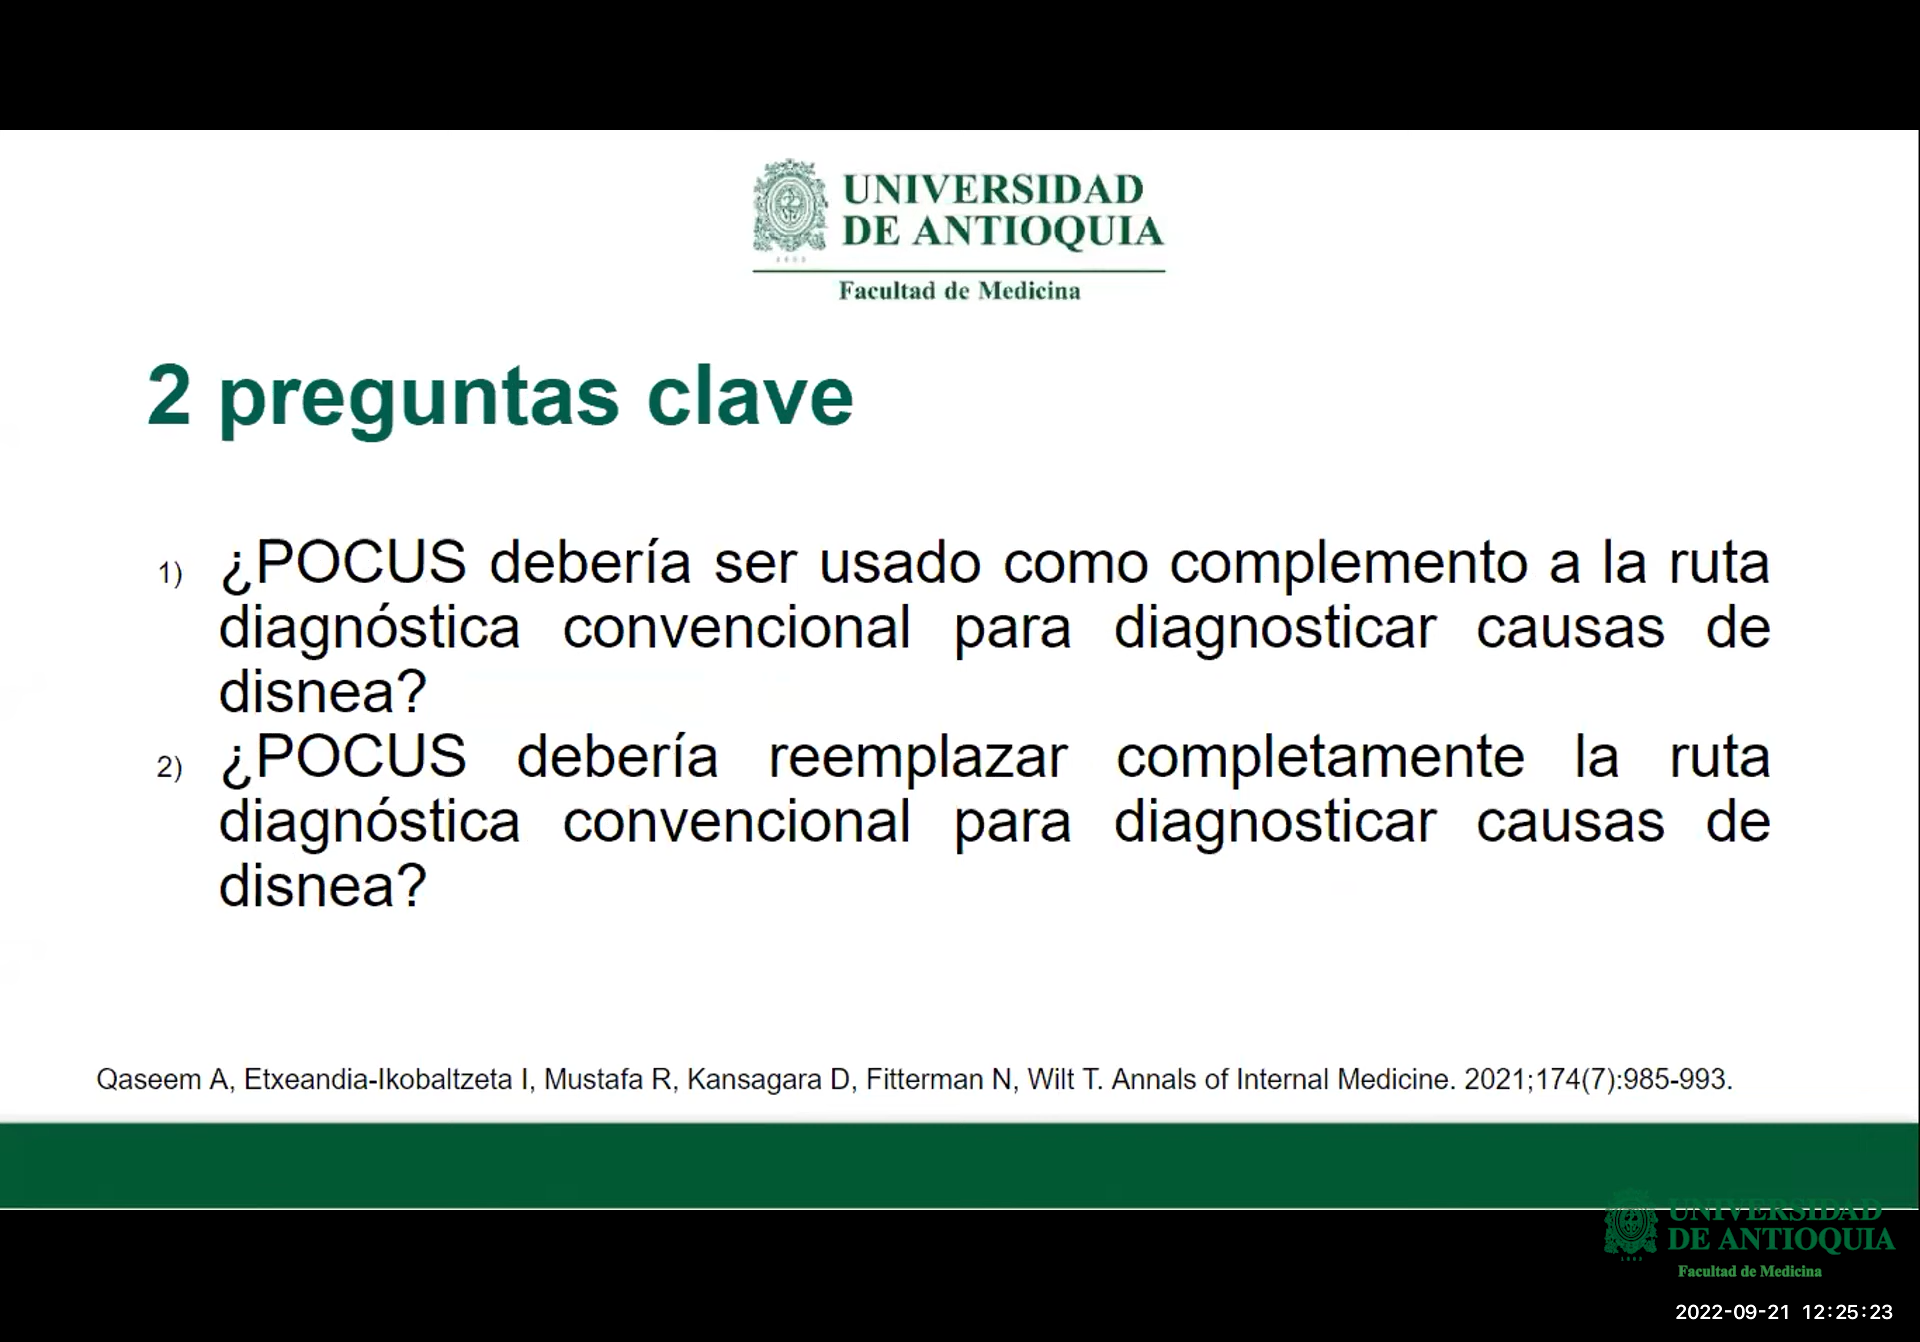 UNIVERSIDAD
DE ANTIOQUIA
1803
Facultad de Medicina
2 preguntas clave
1) ¿POCUS debería ser usado como complemento a la ruta
diagnóstica convencional para diagnosticar causas de
disnea?
2) ¿POCUS debería reemplazar completamente la ruta
diagnóstica convencional para diagnosticar causas de
disnea?
Qaseem A, Etxeandia-Ikobaltzeta I, Mustafa R, Kansagara D, Fitterman N, Wilt T. Annals of Internal Medicine. 2021;174(7):985-993.
UNIVERSIDAD
DE ANTIOQUIA
1803
Facultad de Medicina
2022-09-21 12:25:23